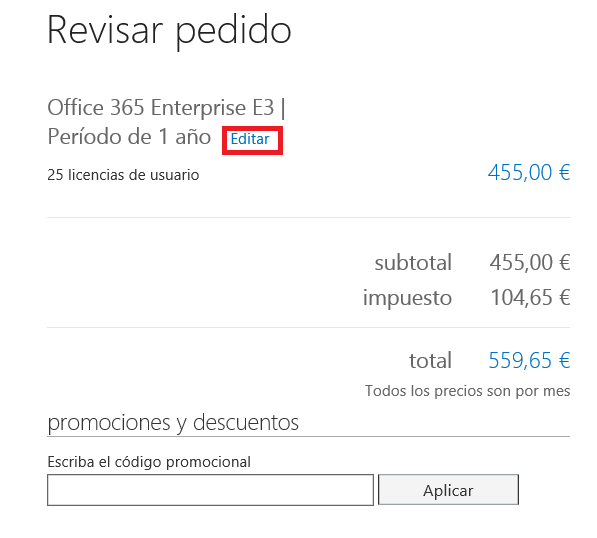 Revisar pedido
Office 365 Enterprise E3 |
Período de 1 año Editar
25 licencias de usuario 455,00 €
subtotal 455,00 €
impuesto 104,65 €
total 559,65 €
Todos los precios son por mes
promociones y descuentos
Escriba el código promocional
Aplicar